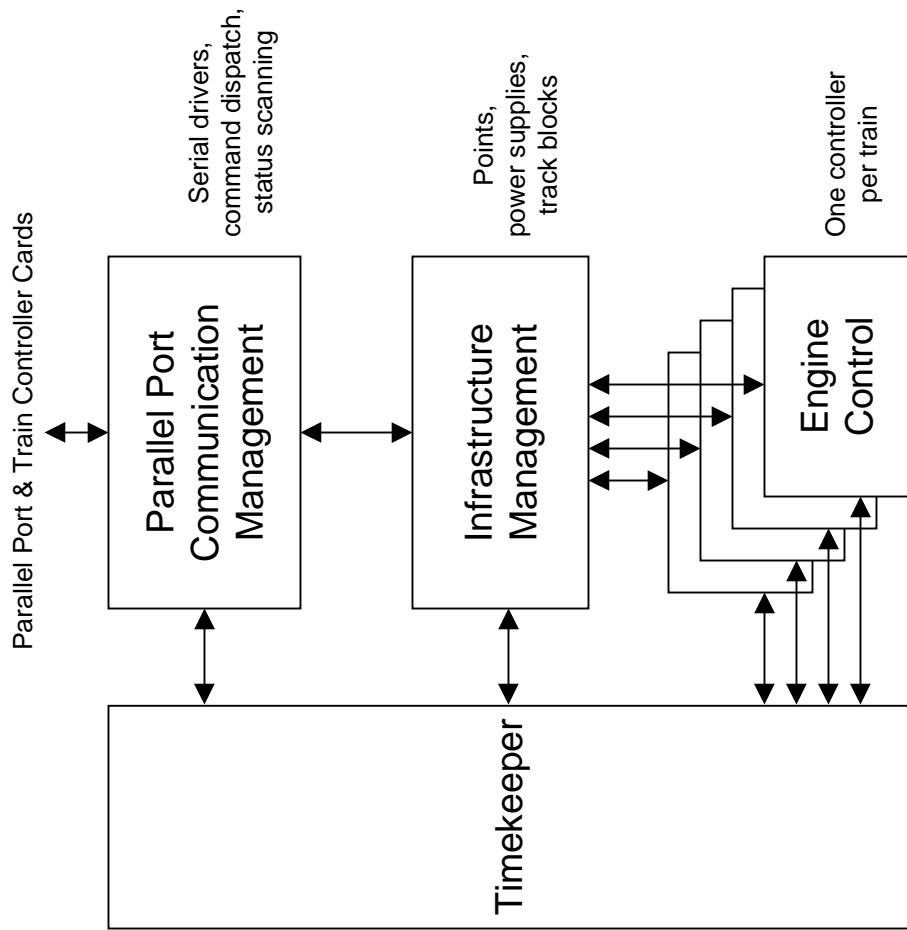 Parallel Port & Train Controller Cards
Parallel Port
Communication
Management
Serial drivers,
command dispatch,
status scanning
Infrastructure
Management
Points,
power supplies,
track blocks
Engine
Control
One controller
per train
Timekeeper